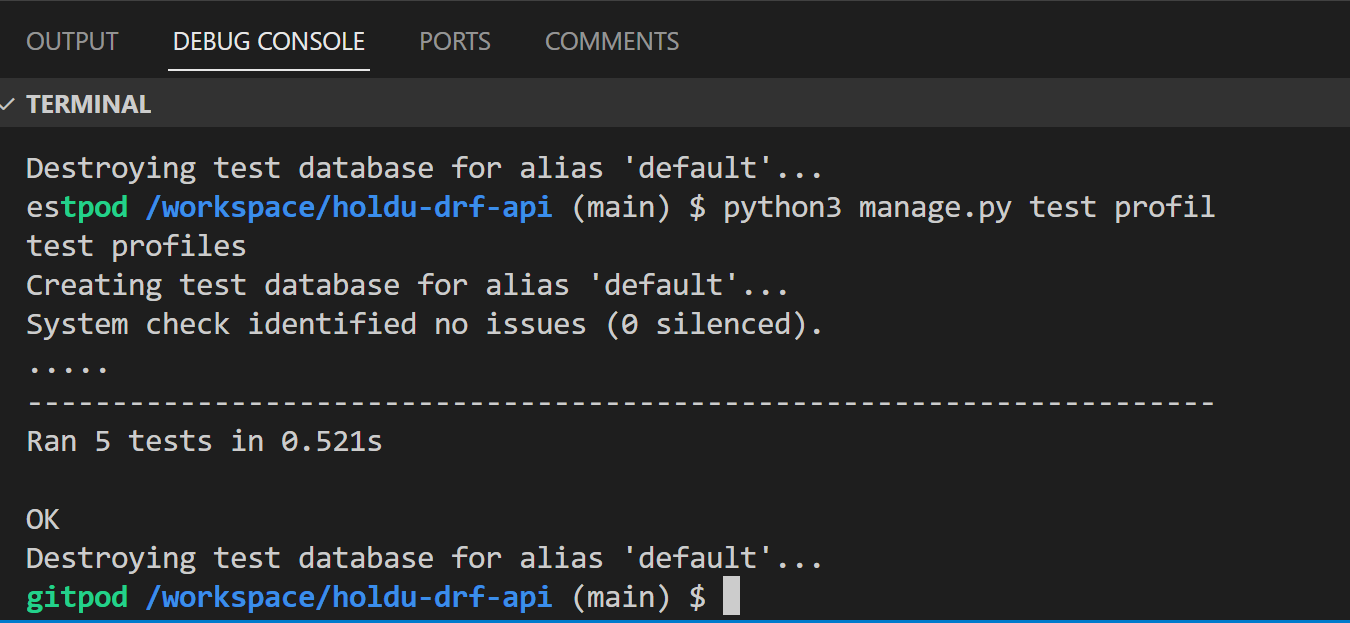 OUTPUT DEBUG CONSOLE PORTS COMMENTS
TERMINAL
Destroying test database for alias 'default'...
estpod /workspace/holdu-drf-api (main) $ python3 manage.py test profil
test profiles
Creating test database for alias 'default'...
System check identified no issues (0 silenced).
.....
----------------------------------------------------------------------
Ran 5 tests in 0.521s
OK
Destroying test database for alias 'default'...
gitpod /workspace/holdu-drf-api (main) $